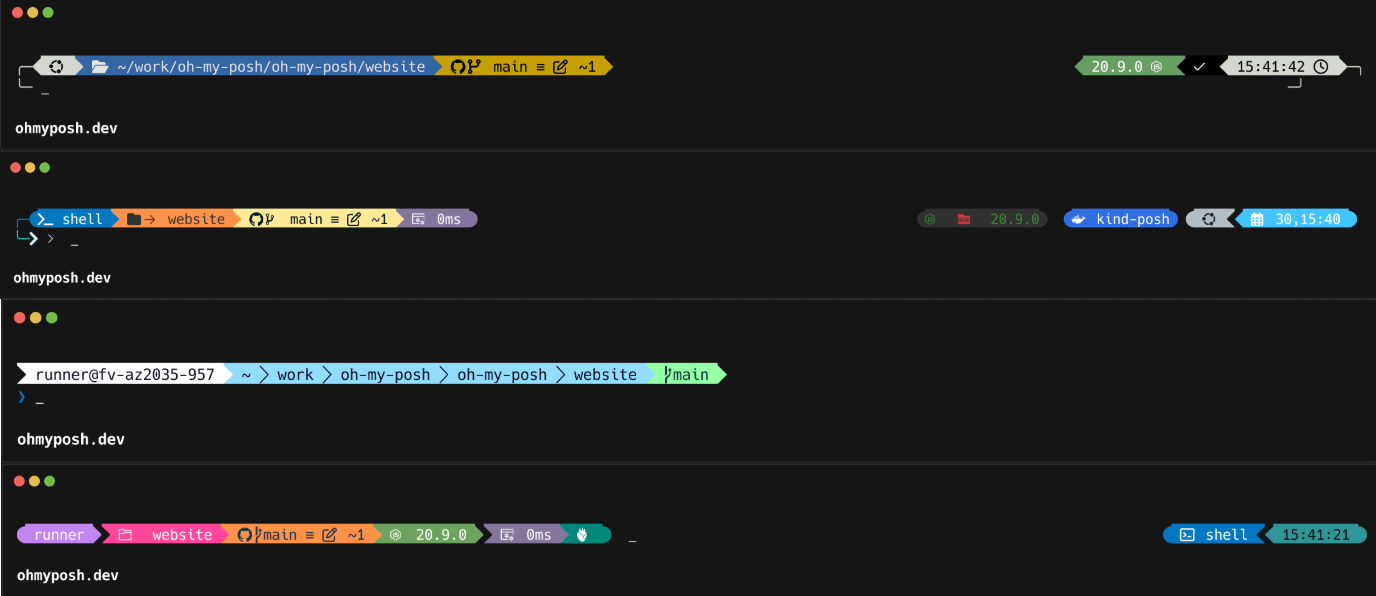 ~/work/oh-my-posh/oh-my-posh/website main ≡ ~1 20.9.0 15:41:42
_
ohmyposh.dev
shell → website main ≡ ~1 0ms 20.9.0 kind-posh 30,15:40
_
ohmyposh.dev
runner@fv-az2035-957 ~ work oh-my-posh oh-my-posh website main
❯ _
ohmyposh.dev
runner website main ≡ ~1 20.9.0 0ms _ shell 15:41:21
ohmyposh.dev